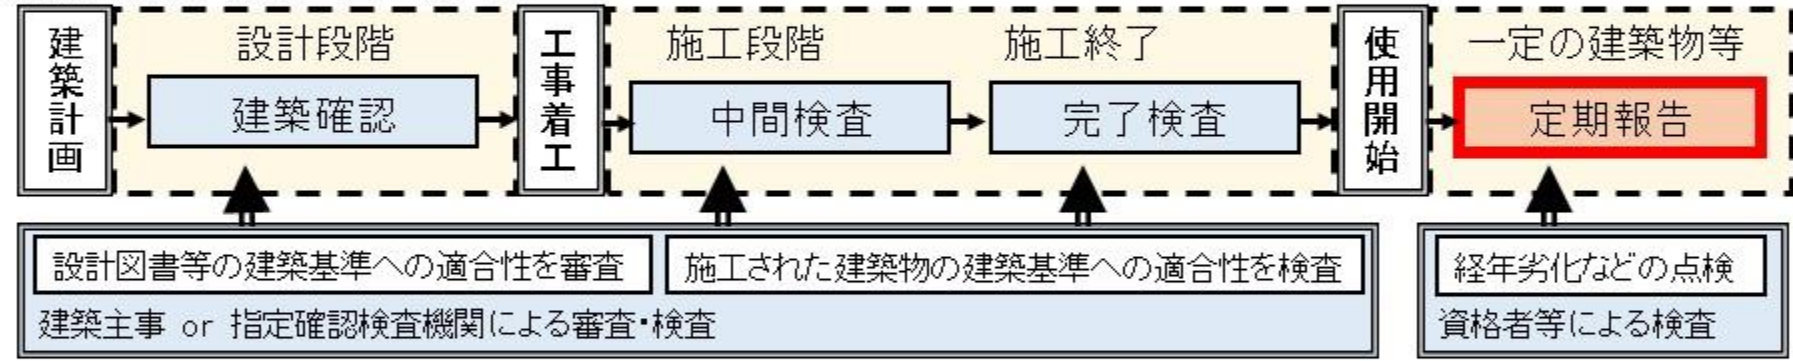 建築計画
設計段階
建築確認
工事着工
施工段階
中間検査
施工終了
完了検査
使用開始
一定の建築物等
定期報告
設計図書等の建築基準への適合性を審査
施工された建築物の建築基準への適合性を検査
建築主事 or 指定確認検査機関による審査・検査
経年劣化などの点検
資格者等による検査